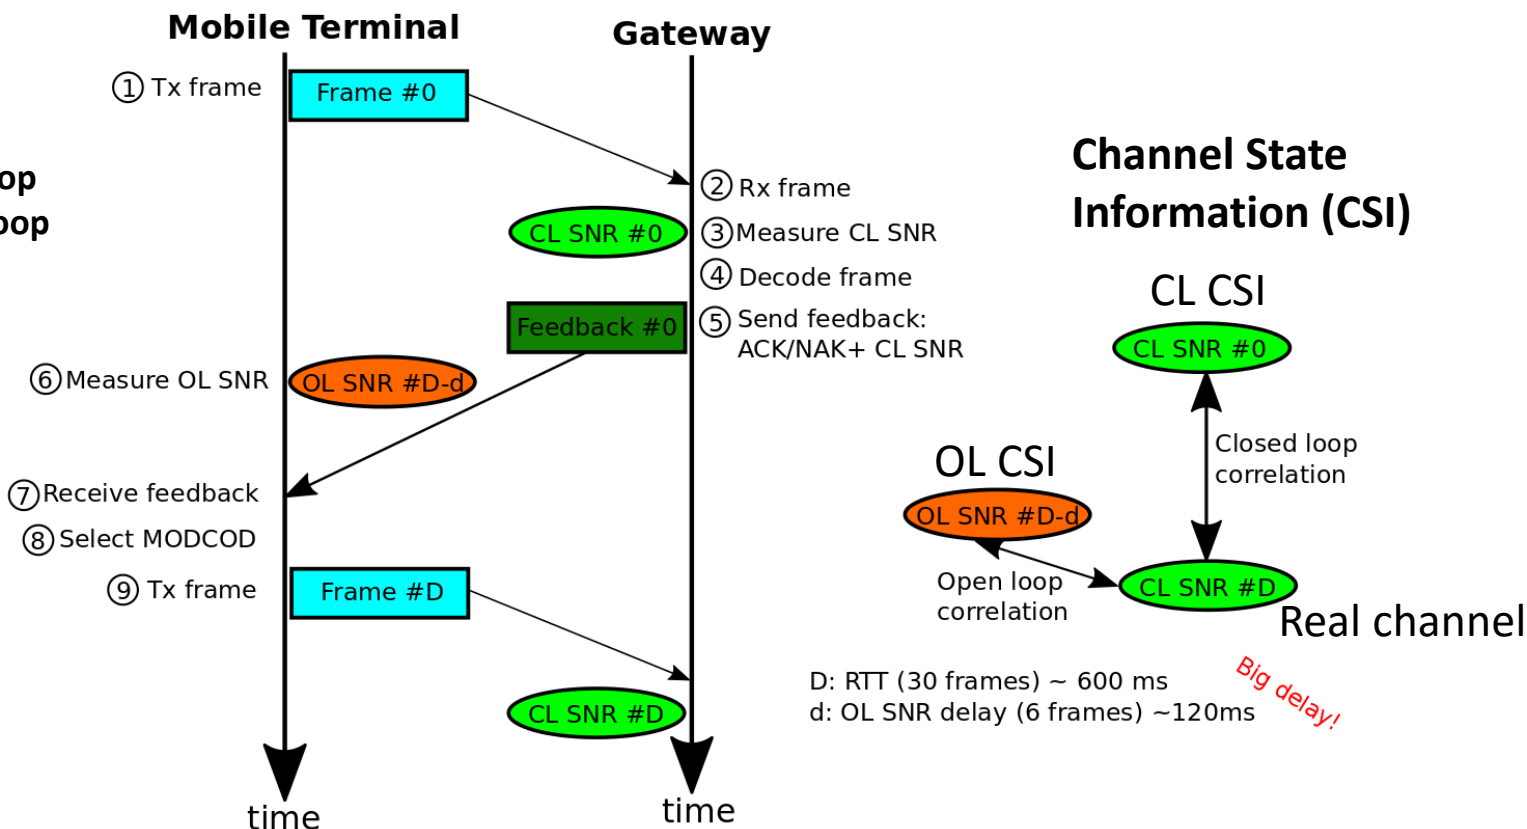 Mobile Terminal
Gateway
1 Tx frame
Frame #0
op
oop
2 Rx frame
CL SNR #0
3 Measure CL SNR
4 Decode frame
Feedback #0
5 Send feedback:
ACK/NAK+ CL SNR
6 Measure OL SNR
OL SNR #D-d
7 Receive feedback
8 Select MODCOD
9 Tx frame
Frame #D
CL SNR #D
time
time
Channel State
Information (CSI)
CL CSI
CL SNR #0
Closed loop
correlation
OL CSI
OL SNR #D-d
Open loop
correlation
CL SNR #D
Real channel
D: RTT (30 frames) ~ 600 ms
d: OL SNR delay (6 frames) ~120ms
Big delay!